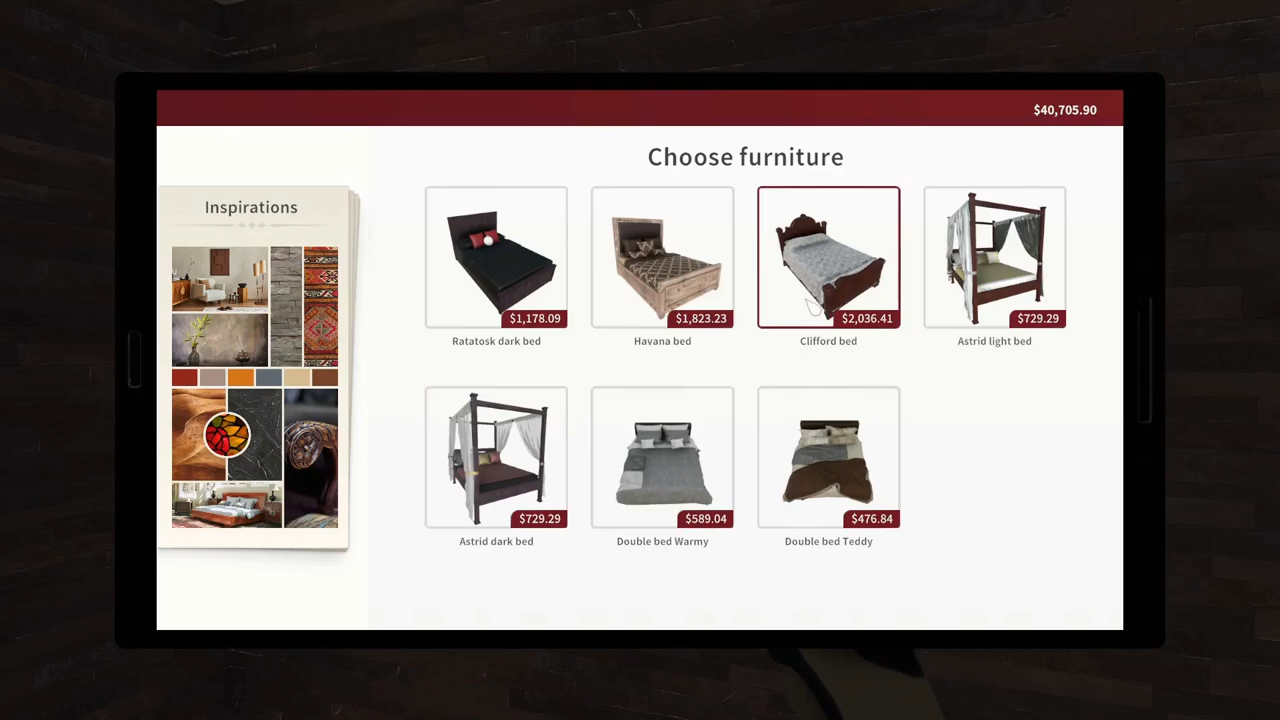 $40,705.90
Choose furniture
Inspirations
$1,178.09
$1,823.23
$2,036.41
$729.29
Ratatosk dark bed
Havana bed
Clifford bed
Astrid light bed
$729.29
$589.04
$476.84
Astrid dark bed
Double bed Warmy
Double bed Teddy